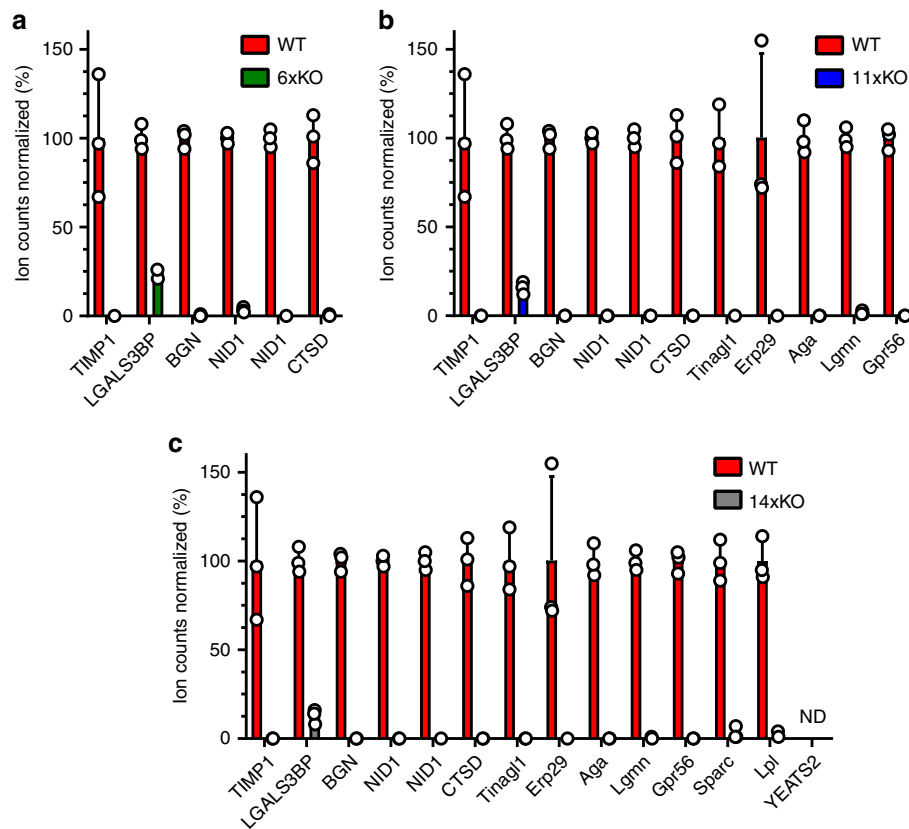 a
Ion counts normalized (%)
150
100
50
0
WT
6xKO
TIMP1
LGALS3BP
BGN
NID1
NID1
CTSD
b
Ion counts normalized (%)
150
100
50
0
WT
11xKO
TIMP1
LGALS3BP
BGN
NID1
NID1
CTSD
Tinagl1
Erp29
Aga
Lgmn
Gpr56
c
Ion counts normalized (%)
150
100
50
0
WT
14xKO
ND
TIMP1
LGALS3BP
BGN
NID1
NID1
CTSD
Tinagl1
Erp29
Aga
Lgmn
Gpr56
Sparc
Lpl
YEATS2